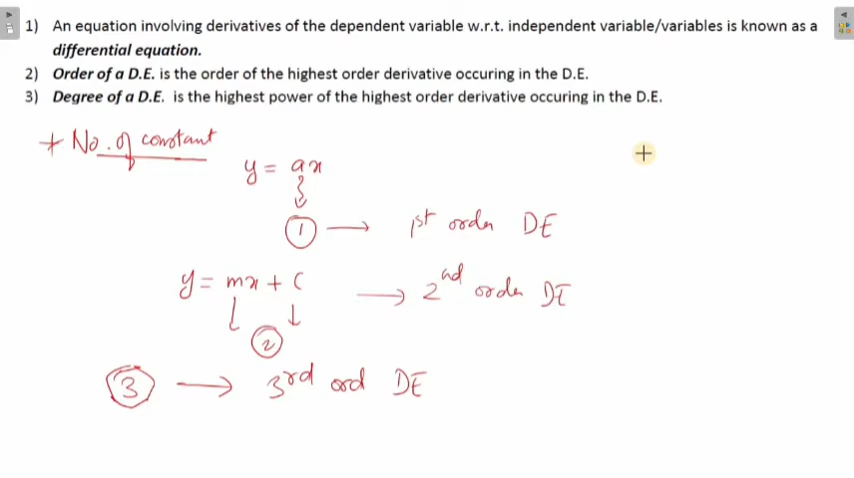 1) An equation involving derivatives of the dependent variable w.r.t. independent variable/variables is known as a
differential equation.
2) Order of a D.E. is the order of the highest order derivative occuring in the D.E.
3) Degree of a D.E. is the highest power of the highest order derivative occuring in the D.E.
* No. of constant
y = ax
1 → 1st order DE
y = mx + c → 2nd order DE
2
3 → 3rd ord DE